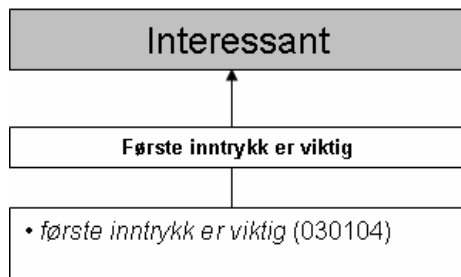 Interessant
Første inntrykk er viktig
• første inntrykk er viktig (030104)